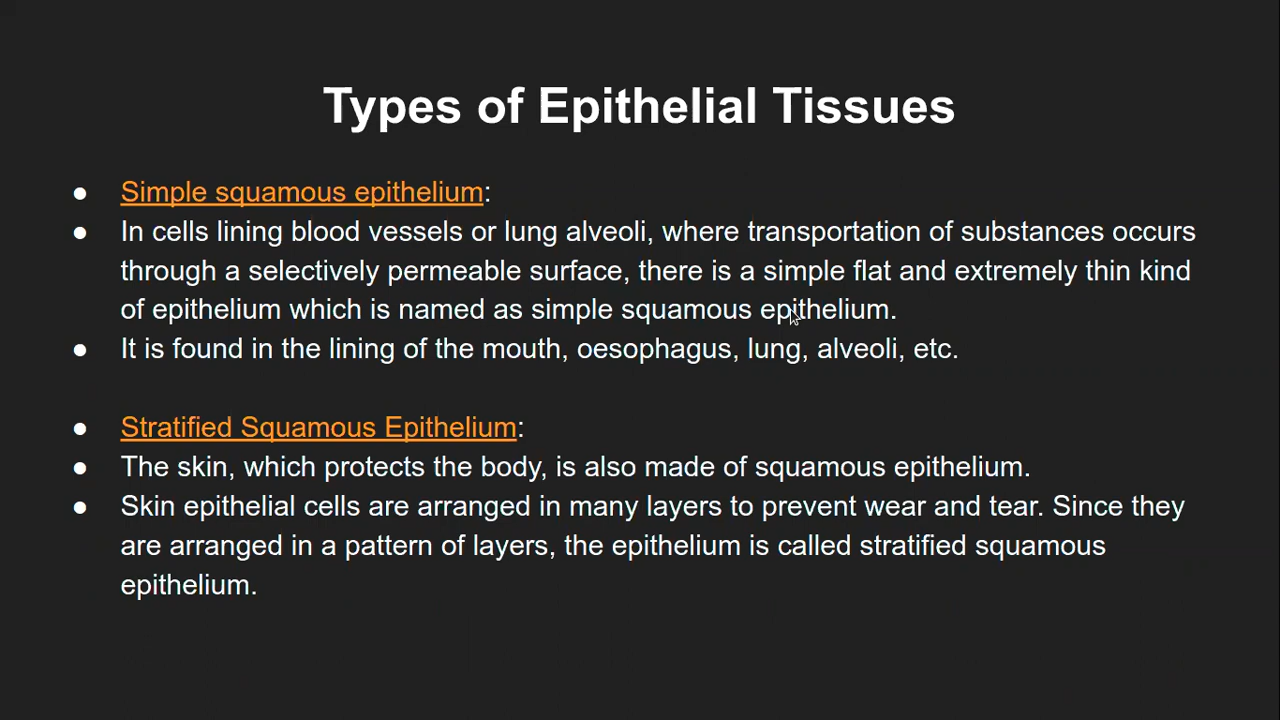 Types of Epithelial Tissues
● Simple squamous epithelium:
● In cells lining blood vessels or lung alveoli, where transportation of substances occurs
through a selectively permeable surface, there is a simple flat and extremely thin kind
of epithelium which is named as simple squamous epithelium.
● It is found in the lining of the mouth, oesophagus, lung, alveoli, etc.
● Stratified Squamous Epithelium:
● The skin, which protects the body, is also made of squamous epithelium.
● Skin epithelial cells are arranged in many layers to prevent wear and tear. Since they
are arranged in a pattern of layers, the epithelium is called stratified squamous
epithelium.